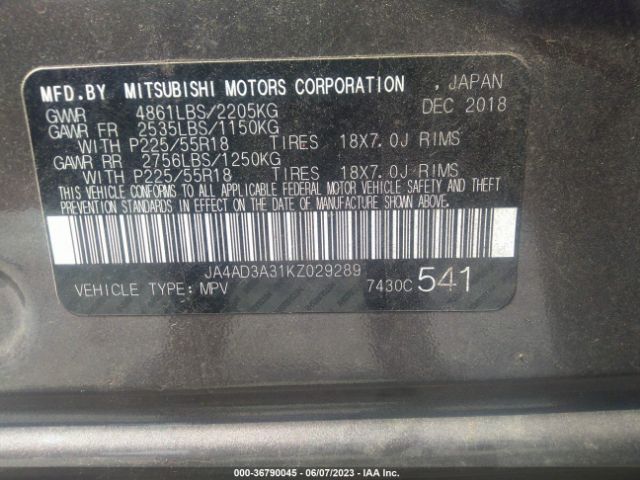 MFD.BY MITSUBISHI MOTORS CORPORATION , JAPAN
GVWR 4861LBS/2205KG DEC 2018
GAWR FR 2535LBS/1150KG
WITH P225/55R18 TIRES 18X7.0J RIMS
GAWR RR 2756LBS/1250KG
WITH P225/55R18 TIRES 18X7.0J RIMS
THIS VEHICLE CONFORMS TO ALL APPLICABLE FEDERAL MOTOR VEHICLE SAFETY AND THEFT
PREVENTION STANDARDS IN EFFECT ON THE DATE OF MANUFACTURE SHOWN ABOVE.
JA4AD3A31KZ029289
VEHICLE TYPE: MPV 7430C 541
000-36790045 - 06/07/2023 - IAA Inc.